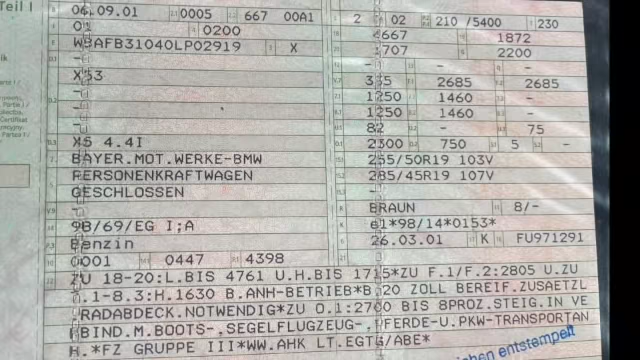 Teil I
06.09.01 0005 667 00A1 2 02 210 /5400 230
01 0200 4667 1872
WBAFB31040LP02919 X 1707 2200
- - -
X53 335 2685 2685
- 1250 1460 -
- 1250 1460 -
- 82 - 75
X5 4.4I 2300 750 5 -
BAYER.MOT.WERKE-BMW 255/50R19 103V
PERSONENKRAFTWAGEN 285/45R19 107V
GESCHLOSSEN -
- BRAUN 8/-
98/69/EG I;A e1*98/14*0153*
Benzin 26.03.01 K FU971291
0001 0447 4398
ZU 18-20:L.BIS 4761 U.H.BIS 1715*ZU F.1/F.2:2805 U.ZU
.1-8.3:H.1630 B.ANH-BETRIEB*B 20 ZOLL BEREIF.ZUSAETZL
RADABDECK.NOTWENDIG*ZU O.1:2700 BIS 8PROZ.STEIG.IN VE
RBIND.M.BOOTS-,SEGELFLUGZEUG-,PFERDE-U.PKW-TRANSPORTAN
H.*FZ GRUPPE III*WW.AHK LT.EGTG/ABE*
entstempelt